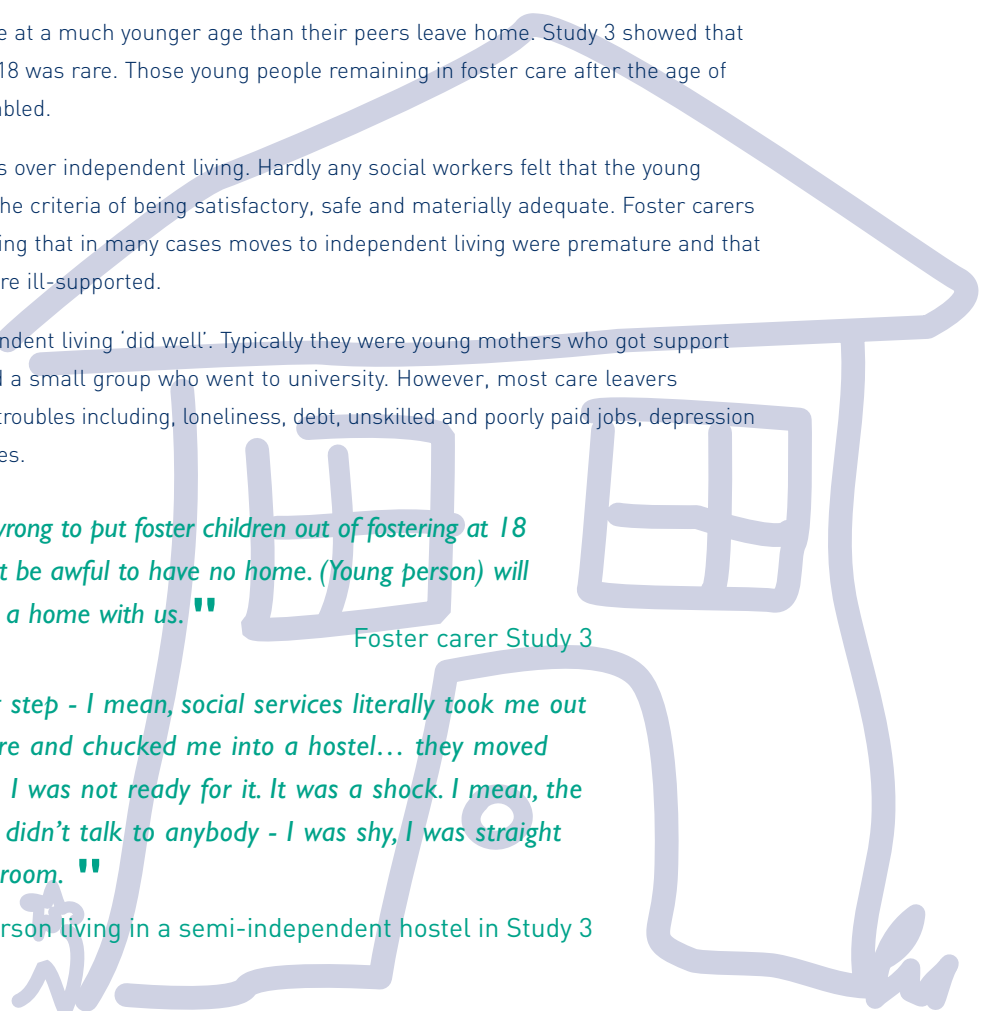 e at a much younger age than their peers leave home. Study 3 showed that
18 was rare. Those young people remaining in foster care after the age of
abled.
s over independent living. Hardly any social workers felt that the young
he criteria of being satisfactory, safe and materially adequate. Foster carers
ing that in many cases moves to independent living were premature and that
re ill-supported.
ndent living ‘did well’. Typically they were young mothers who got support
d a small group who went to university. However, most care leavers
troubles including, loneliness, debt, unskilled and poorly paid jobs, depression
es.
wrong to put foster children out of fostering at 18
t be awful to have no home. (Young person) will
a home with us. "
Foster carer Study 3
t step - I mean, social services literally took me out
re and chucked me into a hostel… they moved
I was not ready for it. It was a shock. I mean, the
didn’t talk to anybody - I was shy, I was straight
room. "
rson living in a semi-independent hostel in Study 3